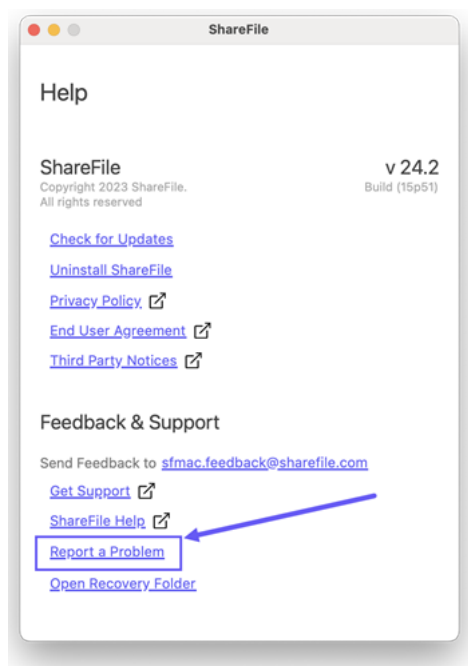 ShareFile
Help
ShareFile v 24.2
Copyright 2023 ShareFile. Build (15p51)
All rights reserved
Check for Updates
Uninstall ShareFile
Privacy Policy
End User Agreement
Third Party Notices
Feedback & Support
Send Feedback to sfmac.feedback@sharefile.com
Get Support
ShareFile Help
Report a Problem
Open Recovery Folder